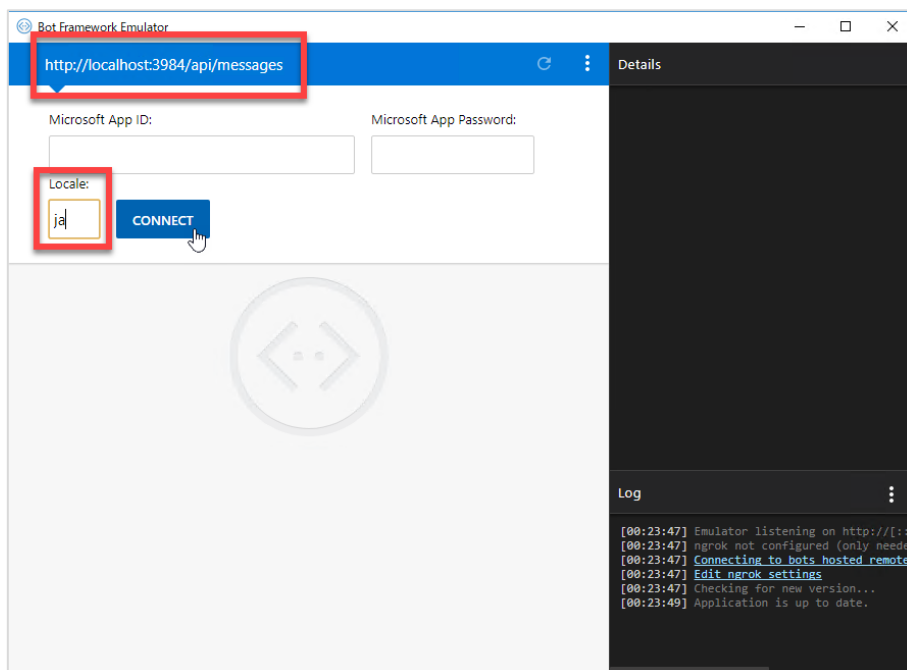 Bot Framework Emulator
http://localhost:3984/api/messages
Details
Microsoft App ID:
Microsoft App Password:
Locale:
ja
CONNECT
Log
[00:23:47] Emulator listening on http://[::
[00:23:47] ngrok not configured (only neede
[00:23:47] Connecting to bots hosted remote
[00:23:47] Edit ngrok settings
[00:23:47] Checking for new version...
[00:23:49] Application is up to date.